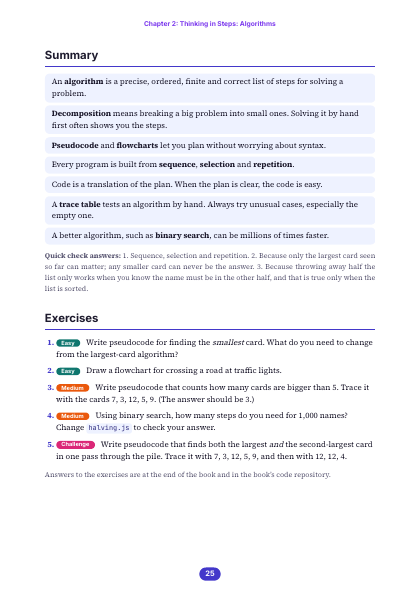 Chapter 2: Thinking in Steps: Algorithms
Summary
An algorithm is a precise, ordered, finite and correct list of steps for solving a
problem.
Decomposition means breaking a big problem into small ones. Solving it by hand
first often shows you the steps.
Pseudocode and flowcharts let you plan without worrying about syntax.
Every program is built from sequence, selection and repetition.
Code is a translation of the plan. When the plan is clear, the code is easy.
A trace table tests an algorithm by hand. Always try unusual cases, especially the
empty one.
A better algorithm, such as binary search, can be millions of times faster.
Quick check answers: 1. Sequence, selection and repetition. 2. Because only the largest card seen
so far can matter; any smaller card can never be the answer. 3. Because throwing away half the
list only works when you know the name must be in the other half, and that is true only when the
list is sorted.
Exercises
1. Easy Write pseudocode for finding the smallest card. What do you need to change
from the largest-card algorithm?
2. Easy Draw a flowchart for crossing a road at traffic lights.
3. Medium Write pseudocode that counts how many cards are bigger than 5. Trace it
with the cards 7, 3, 12, 5, 9. (The answer should be 3.)
4. Medium Using binary search, how many steps do you need for 1,000 names?
Change halving.js to check your answer.
5. Challenge Write pseudocode that finds both the largest and the second-largest card
in one pass through the pile. Trace it with 7, 3, 12, 5, 9, and then with 12, 12, 4.
Answers to the exercises are at the end of the book and in the book's code repository.
25